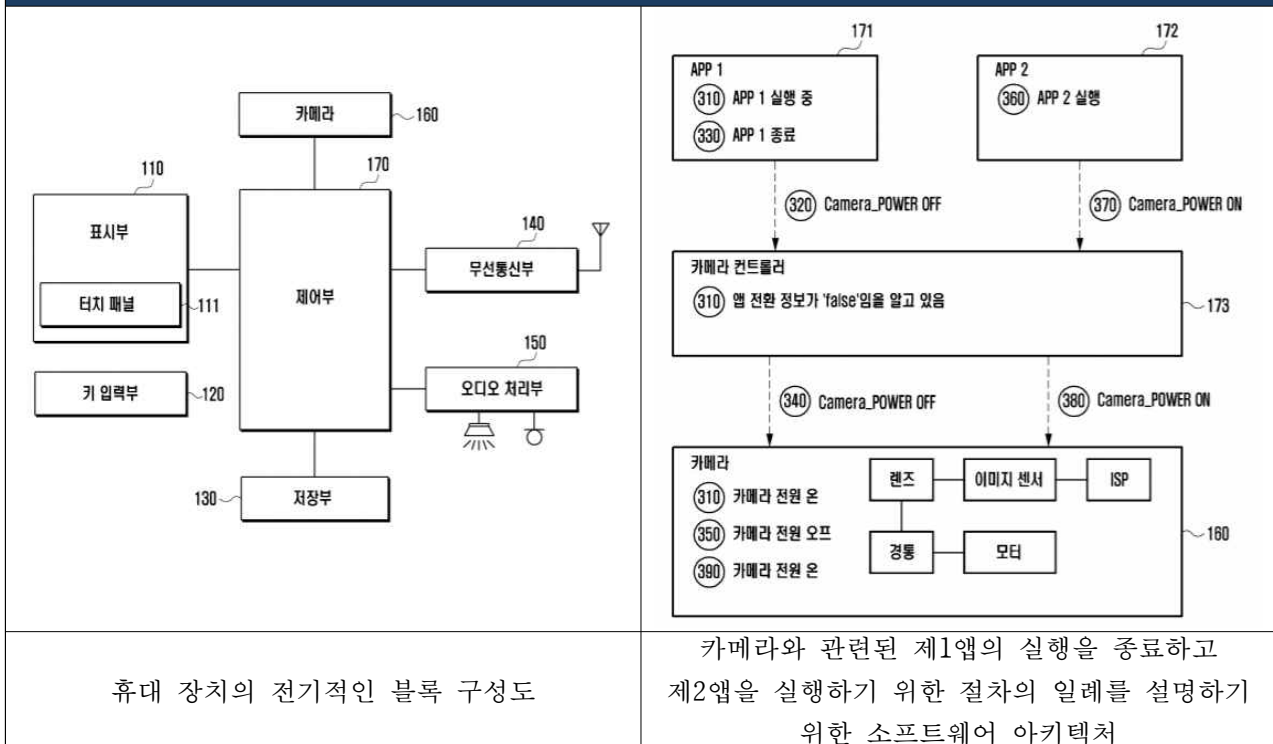 카메라
160
110
170
표시부
140
무선통신부
터치 패널
111
제어부
150
키 입력부
120
오디오 처리부
130
저장부
171
APP 1
310 APP 1 실행 중
330 APP 1 종료
172
APP 2
360 APP 2 실행
320 Camera_POWER OFF
370 Camera_POWER ON
카메라 컨트롤러
310 앱 전환 정보가 'false'임을 알고 있음
173
340 Camera_POWER OFF
380 Camera_POWER ON
카메라
310 카메라 전원 온
350 카메라 전원 오프
390 카메라 전원 온
렌즈
이미지 센서
ISP
경통
모터
160
휴대 장치의 전기적인 블록 구성도
카메라와 관련된 제1앱의 실행을 종료하고
제2앱을 실행하기 위한 절차의 일례를 설명하기
위한 소프트웨어 아키텍처